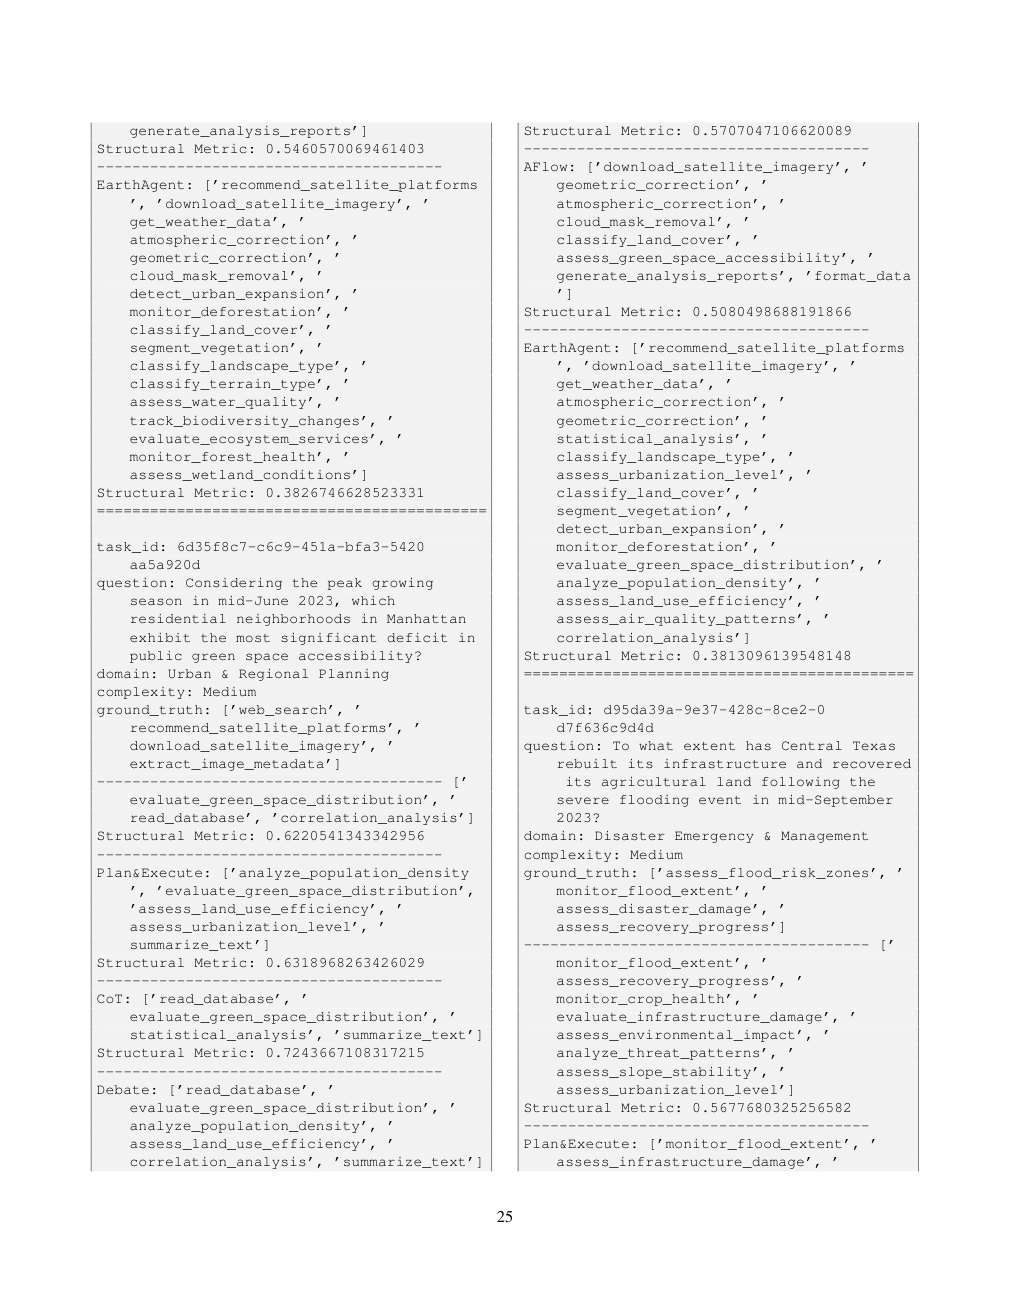 generate_analysis_reports']
Structural Metric: 0.5460570069461403
---------------------------------------
EarthAgent: ['recommend_satellite_platforms
', 'download_satellite_imagery', '
get_weather_data', '
atmospheric_correction', '
geometric_correction', '
cloud_mask_removal', '
detect_urban_expansion', '
monitor_deforestation', '
classify_land_cover', '
segment_vegetation', '
classify_landscape_type', '
classify_terrain_type', '
assess_water_quality', '
track_biodiversity_changes', '
evaluate_ecosystem_services', '
monitor_forest_health', '
assess_wetland_conditions']
Structural Metric: 0.3826746628523331
============================================
task_id: 6d35f8c7-c6c9-451a-bfa3-5420
aa5a920d
question: Considering the peak growing
season in mid-June 2023, which
residential neighborhoods in Manhattan
exhibit the most significant deficit in
public green space accessibility?
domain: Urban & Regional Planning
complexity: Medium
ground_truth: ['web_search', '
recommend_satellite_platforms', '
download_satellite_imagery', '
extract_image_metadata']
--------------------------------------- ['
evaluate_green_space_distribution', '
read_database', 'correlation_analysis']
Structural Metric: 0.6220541343342956
---------------------------------------
Plan&Execute: ['analyze_population_density
', 'evaluate_green_space_distribution',
'assess_land_use_efficiency', '
assess_urbanization_level', '
summarize_text']
Structural Metric: 0.6318968263426029
---------------------------------------
CoT: ['read_database', '
evaluate_green_space_distribution', '
statistical_analysis', 'summarize_text']
Structural Metric: 0.7243667108317215
---------------------------------------
Debate: ['read_database', '
evaluate_green_space_distribution', '
analyze_population_density', '
assess_land_use_efficiency', '
correlation_analysis', 'summarize_text']
Structural Metric: 0.5707047106620089
---------------------------------------
AFlow: ['download_satellite_imagery', '
geometric_correction', '
atmospheric_correction', '
cloud_mask_removal', '
classify_land_cover', '
assess_green_space_accessibility', '
generate_analysis_reports', 'format_data
']
Structural Metric: 0.5080498688191866
---------------------------------------
EarthAgent: ['recommend_satellite_platforms
', 'download_satellite_imagery', '
get_weather_data', '
atmospheric_correction', '
geometric_correction', '
statistical_analysis', '
classify_landscape_type', '
assess_urbanization_level', '
classify_land_cover', '
segment_vegetation', '
detect_urban_expansion', '
monitor_deforestation', '
evaluate_green_space_distribution', '
analyze_population_density', '
assess_land_use_efficiency', '
assess_air_quality_patterns', '
correlation_analysis']
Structural Metric: 0.3813096139548148
============================================
task_id: d95da39a-9e37-428c-8ce2-0
d7f636c9d4d
question: To what extent has Central Texas
rebuilt its infrastructure and recovered
its agricultural land following the
severe flooding event in mid-September
2023?
domain: Disaster Emergency & Management
complexity: Medium
ground_truth: ['assess_flood_risk_zones', '
monitor_flood_extent', '
assess_disaster_damage', '
assess_recovery_progress']
--------------------------------------- ['
monitor_flood_extent', '
assess_recovery_progress', '
monitor_crop_health', '
evaluate_infrastructure_damage', '
assess_environmental_impact', '
analyze_threat_patterns', '
assess_slope_stability', '
assess_urbanization_level']
Structural Metric: 0.5677680325256582
---------------------------------------
Plan&Execute: ['monitor_flood_extent', '
assess_infrastructure_damage', '
25